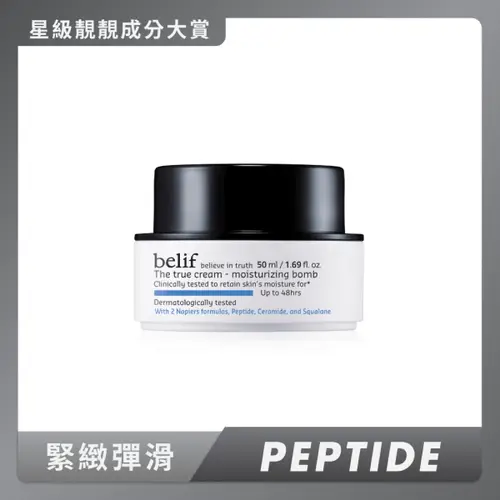 星級靚靚成分大賞
belif believe in truth 50 ml / 1.69 fl. oz.
The true cream - moisturizing bomb
Clinically tested to retain skin's moisture for*
Up to 48hrs
Dermatologically tested
With 2 Napiers formulas, Peptide, Ceramide, and Squalane
緊緻彈滑
PEPTIDE